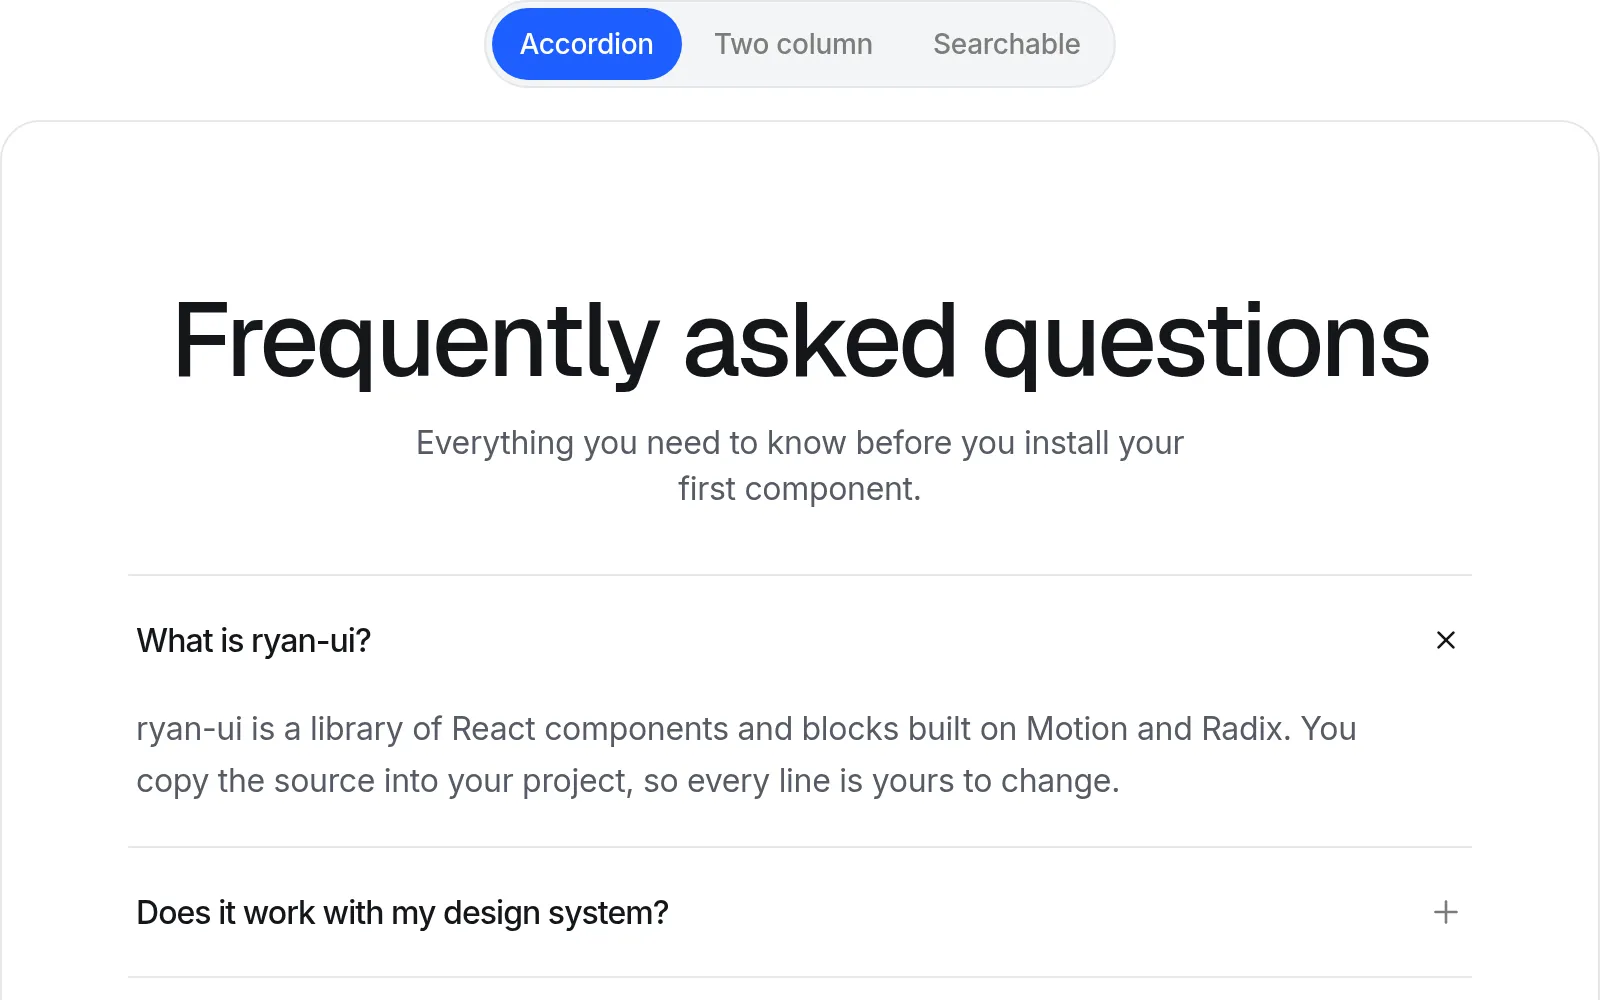 Accordion
Two column
Searchable
Frequently asked questions
Everything you need to know before you install your
first component.
What is ryan-ui?
ryan-ui is a library of React components and blocks built on Motion and Radix. You
copy the source into your project, so every line is yours to change.
Does it work with my design system?